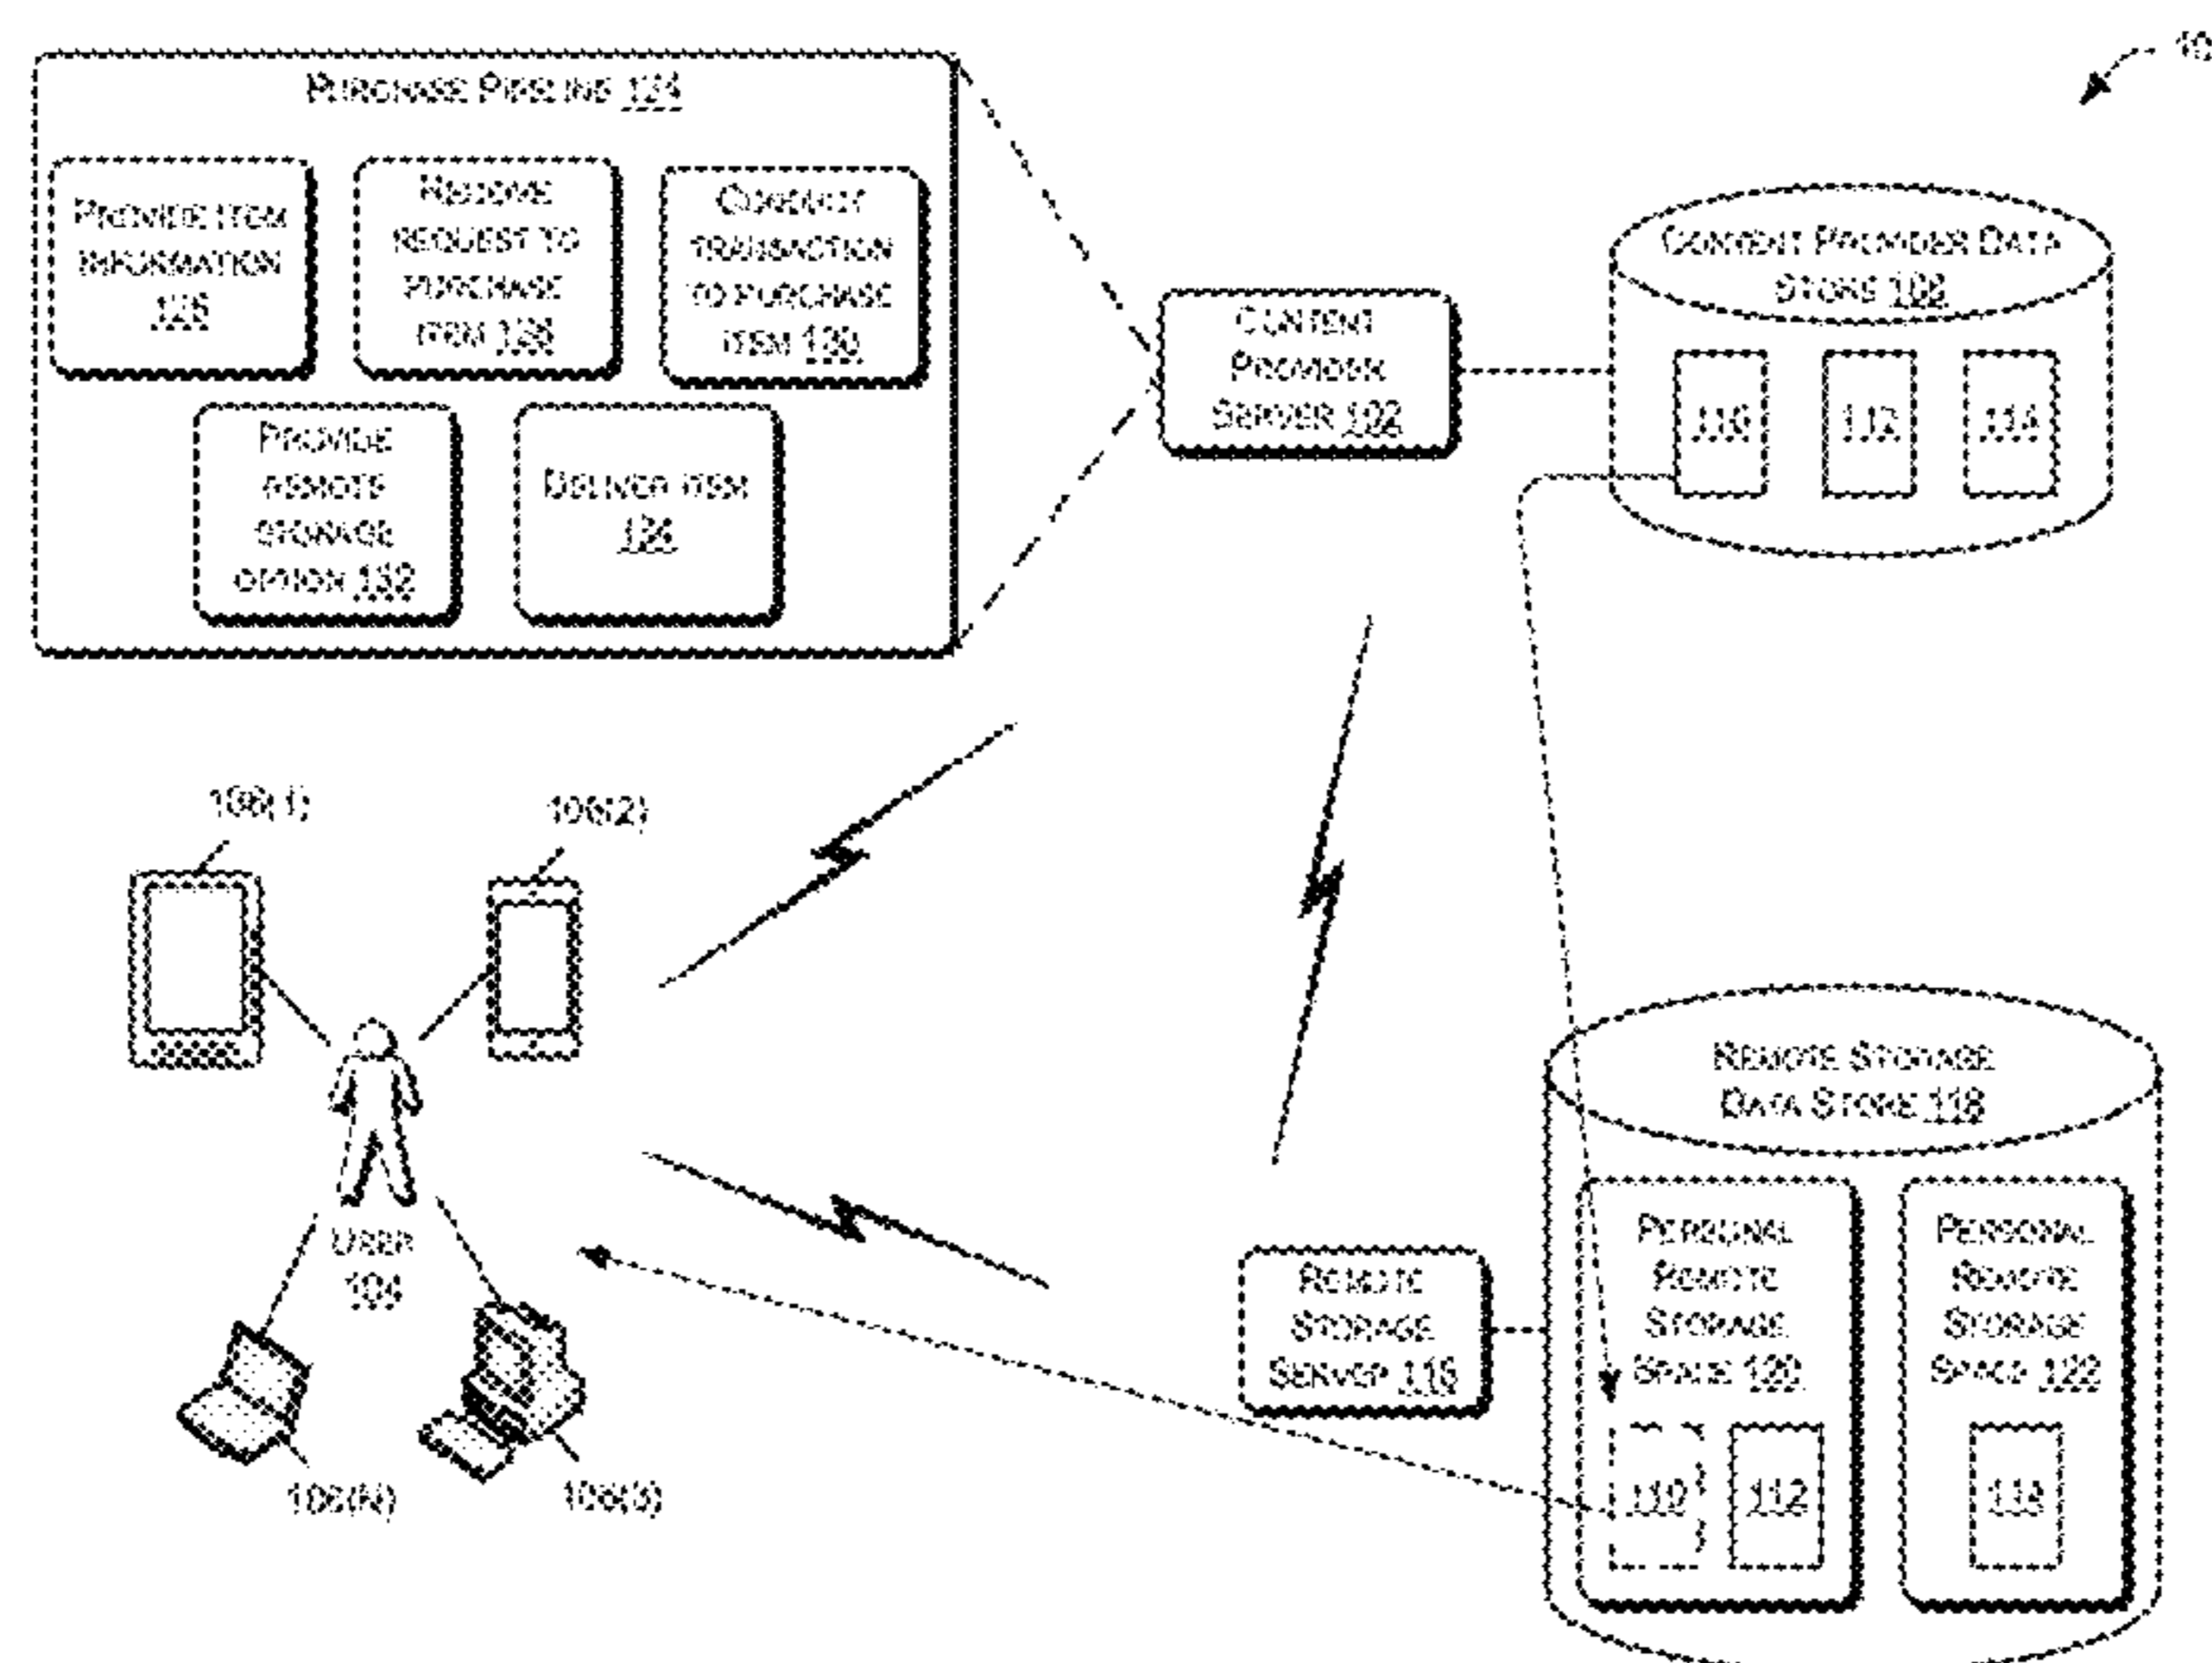 10
PURCHASE PIPELINE 124
PROVIDE ITEM
INFORMATION
126
RECEIVE
REQUEST TO
PURCHASE
ITEM 128
CONDUCT
TRANSACTION
TO PURCHASE
ITEM 130
PROVIDE
REMOTE
STORAGE
OPTION 132
DELIVER ITEM
134
CONTENT
PROVIDER
SERVER 102
CONTENT PROVIDER DATA
STORE 108
110
112
114
106(1)
106(2)
USER
104
106(N)
106(3)
REMOTE
STORAGE
SERVER 116
REMOTE STORAGE
DATA STORE 118
PERSONAL
REMOTE
STORAGE
SPACE 120
110
112
PERSONAL
REMOTE
STORAGE
SPACE 122
114